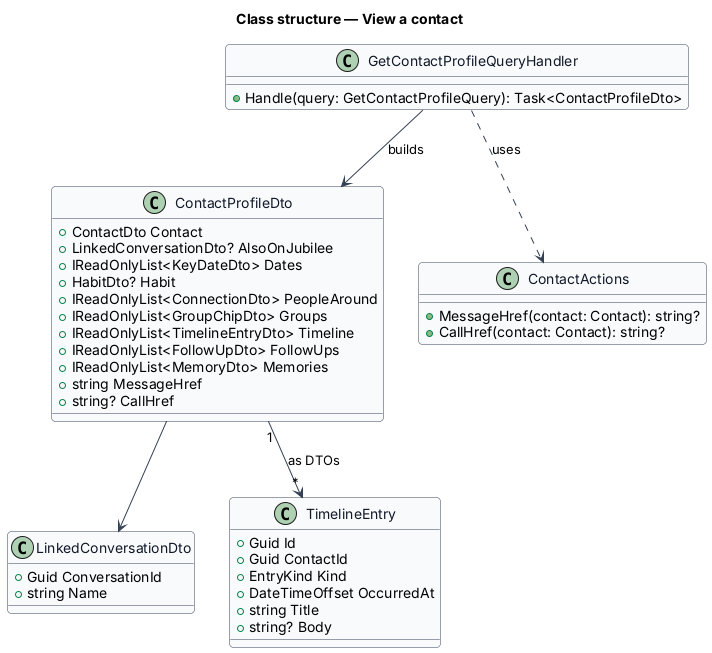 Class structure — View a contact
C GetContactProfileQueryHandler
Handle(query: GetContactProfileQuery): Task<ContactProfileDto>
builds
uses
C ContactProfileDto
ContactDto Contact
LinkedConversationDto? AlsoOnJubilee
IReadOnlyList<KeyDateDto> Dates
HabitDto? Habit
IReadOnlyList<ConnectionDto> PeopleAround
IReadOnlyList<GroupChipDto> Groups
IReadOnlyList<TimelineEntryDto> Timeline
IReadOnlyList<FollowUpDto> FollowUps
IReadOnlyList<MemoryDto> Memories
string MessageHref
string? CallHref
C ContactActions
MessageHref(contact: Contact): string?
CallHref(contact: Contact): string?
1
as DTOs
*
C LinkedConversationDto
Guid ConversationId
string Name
C TimelineEntry
Guid Id
Guid ContactId
EntryKind Kind
DateTimeOffset OccurredAt
string Title
string? Body